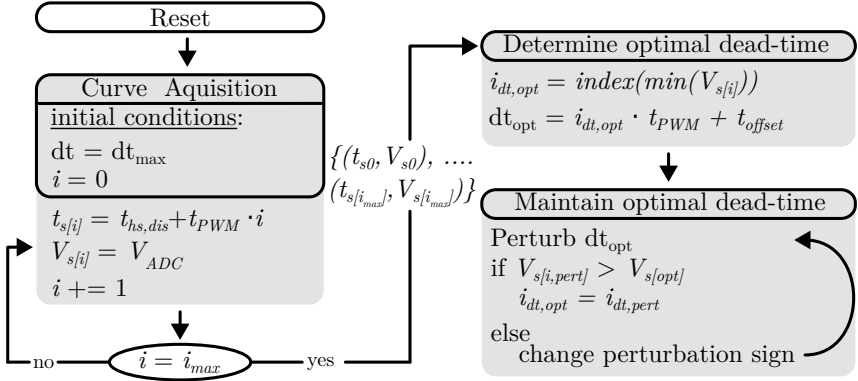 Reset
Curve Aquisition
initial conditions:
dt = dt_max
i = 0
t_s[i] = t_hs,dis + t_PWM · i
V_s[i] = V_ADC
i += 1
i = i_max
no
yes
{(t_s0, V_s0), ....
(t_s[i_max], V_s[i_max])}
Determine optimal dead-time
i_dt,opt = index(min(V_s[i]))
dt_opt = i_dt,opt · t_PWM + t_offset
Maintain optimal dead-time
Perturb dt_opt
if V_s[i,pert] > V_s[opt]
i_dt,opt = i_dt,pert
else
change perturbation sign